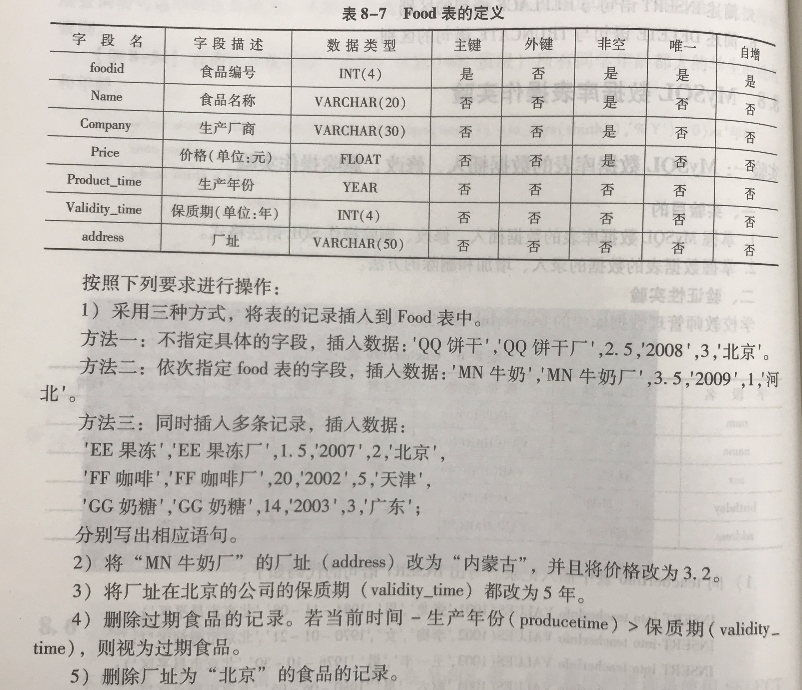 表 8-7 Food 表的定义
字 段 名 字段描述 数据类型 主键 外键 非空 唯一 自增
foodid 食品编号 INT(4) 是 否 是 是 是
Name 食品名称 VARCHAR(20) 否 否 是 否 否
Company 生产厂商 VARCHAR(30) 否 否 是 否 否
Price 价格(单位:元) FLOAT 否 否 是 否 否
Product_time 生产年份 YEAR 否 否 否 否 否
Validity_time 保质期(单位:年) INT(4) 否 否 否 否 否
address 厂址 VARCHAR(50) 否 否 否 否 否
按照下列要求进行操作:
1) 采用三种方式，将表的记录插入到 Food 表中。
方法一：不指定具体的字段，插入数据:'QQ 饼干','QQ 饼干厂',2.5,'2008',3,'北京'。
方法二：依次指定 food 表的字段，插入数据:'MN 牛奶','MN 牛奶厂',3.5,'2009',1,'河
北'。
方法三：同时插入多条记录，插入数据:
'EE 果冻','EE 果冻厂',1.5,'2007',2,'北京',
'FF 咖啡','FF 咖啡厂',20,'2002',5,'天津',
'GG 奶糖','GG 奶糖',14,'2003',3,'广东';
分别写出相应语句。
2) 将“MN 牛奶厂”的厂址 (address) 改为“内蒙古”，并且将价格改为 3.2。
3) 将厂址在北京的公司的保质期 (validity_time) 都改为 5 年。
4) 删除过期食品的记录。若当前时间 - 生产年份 (producetime) > 保质期 (validity_
time)，则视为过期食品。
5) 删除厂址为“北京”的食品的记录。